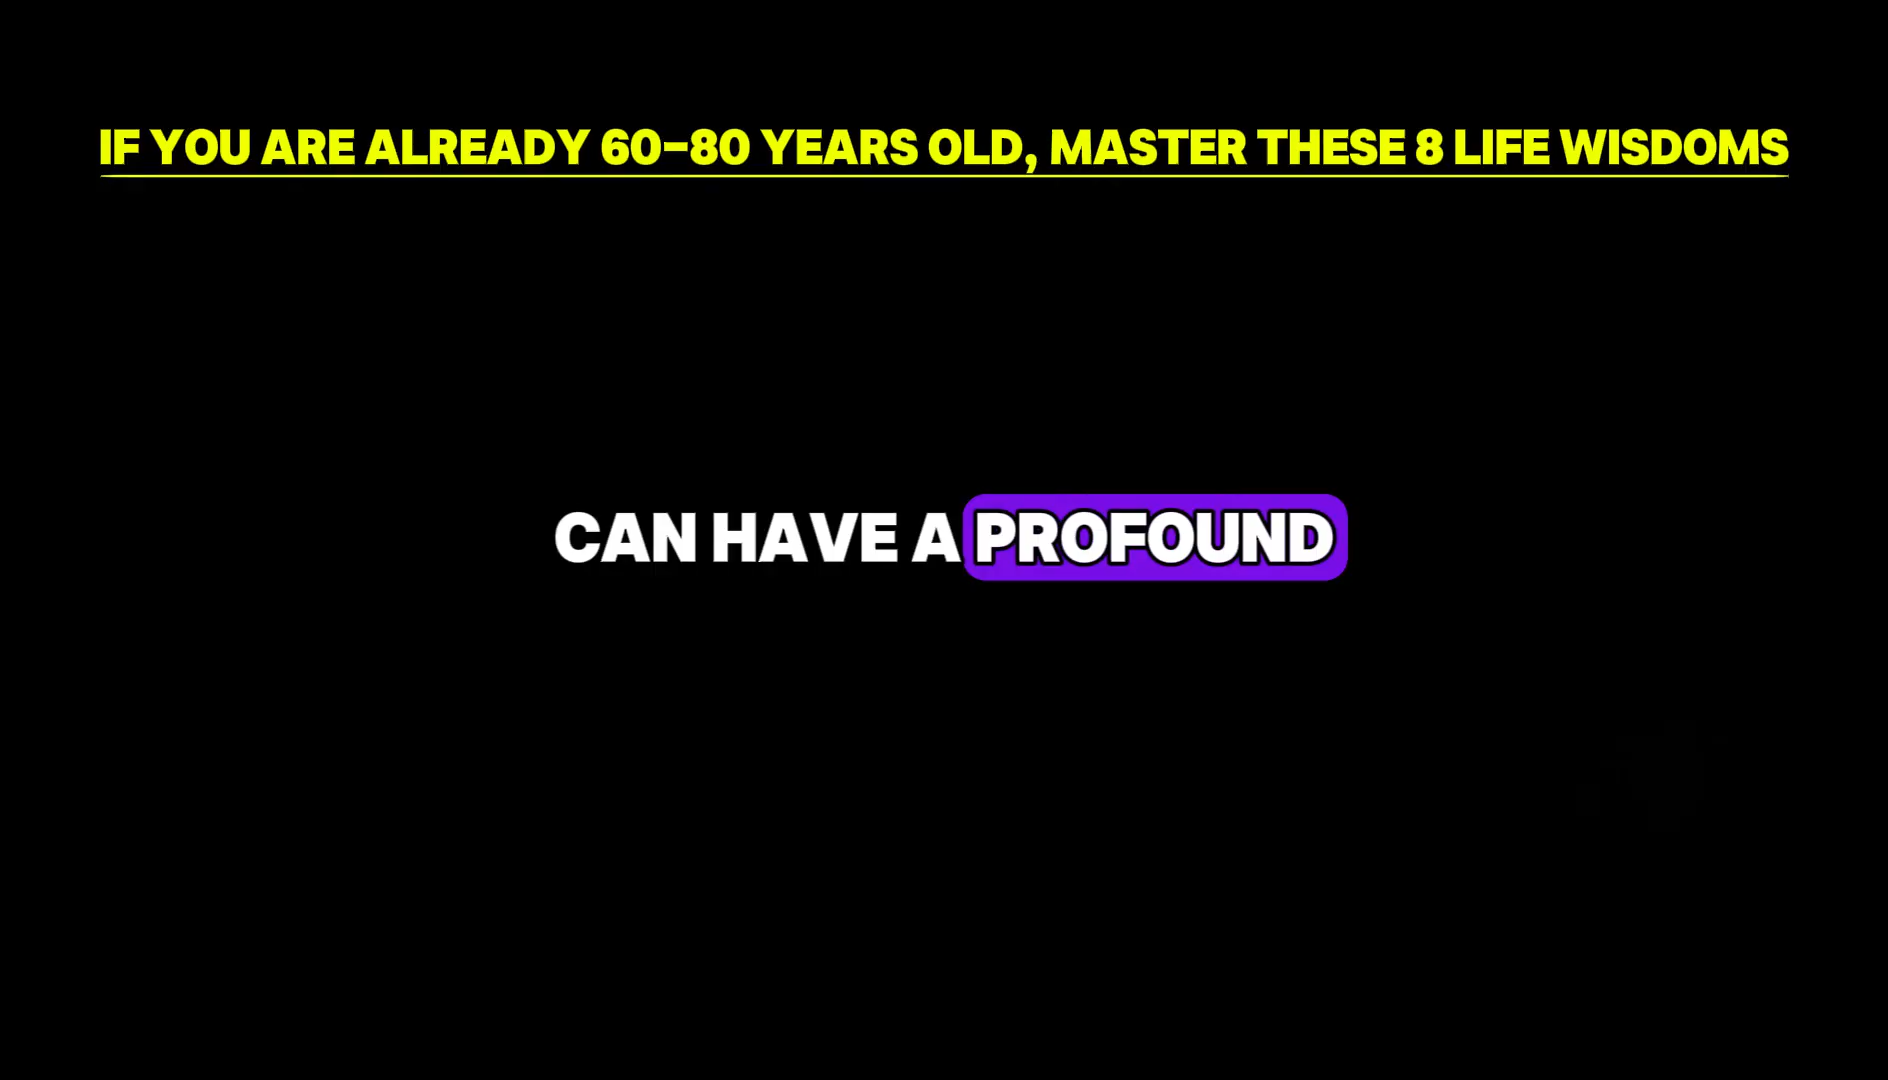 IF YOU ARE ALREADY 60–80 YEARS OLD, MASTER THESE 8 LIFE WISDOMS
CAN HAVE A PROFOUND